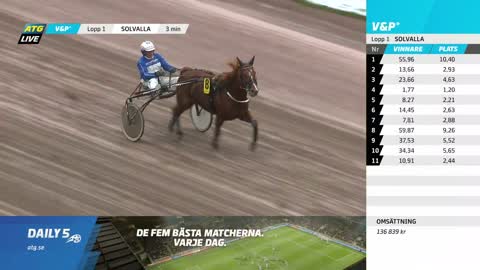 ATG LIVE
V&P
Lopp 1
SOLVALLA
3 min
8
V&P
Lopp 1 SOLVALLA
Nr VINNARE PLATS
1 55,96 10,40
2 13,66 2,93
3 23,66 4,63
4 1,77 1,20
5 8,27 2,21
6 14,45 2,63
7 7,81 2,88
8 59,87 9,26
9 37,53 5,52
10 34,34 5,65
11 10,91 2,44
OMSÄTTNING
136 839 kr
DAILY 5
atg.se
DE FEM BÄSTA MATCHERNA.
VARJE DAG.